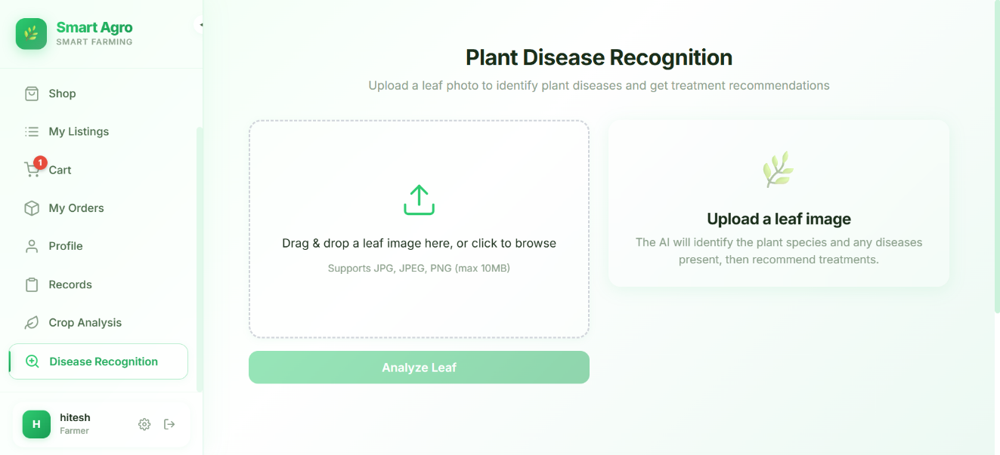 Smart Agro
SMART FARMING
Shop
My Listings
1
Cart
My Orders
Profile
Records
Crop Analysis
Disease Recognition
H
hitesh
Farmer
Plant Disease Recognition
Upload a leaf photo to identify plant diseases and get treatment recommendations
Drag & drop a leaf image here, or click to browse
Supports JPG, JPEG, PNG (max 10MB)
Analyze Leaf
Upload a leaf image
The AI will identify the plant species and any diseases
present, then recommend treatments.